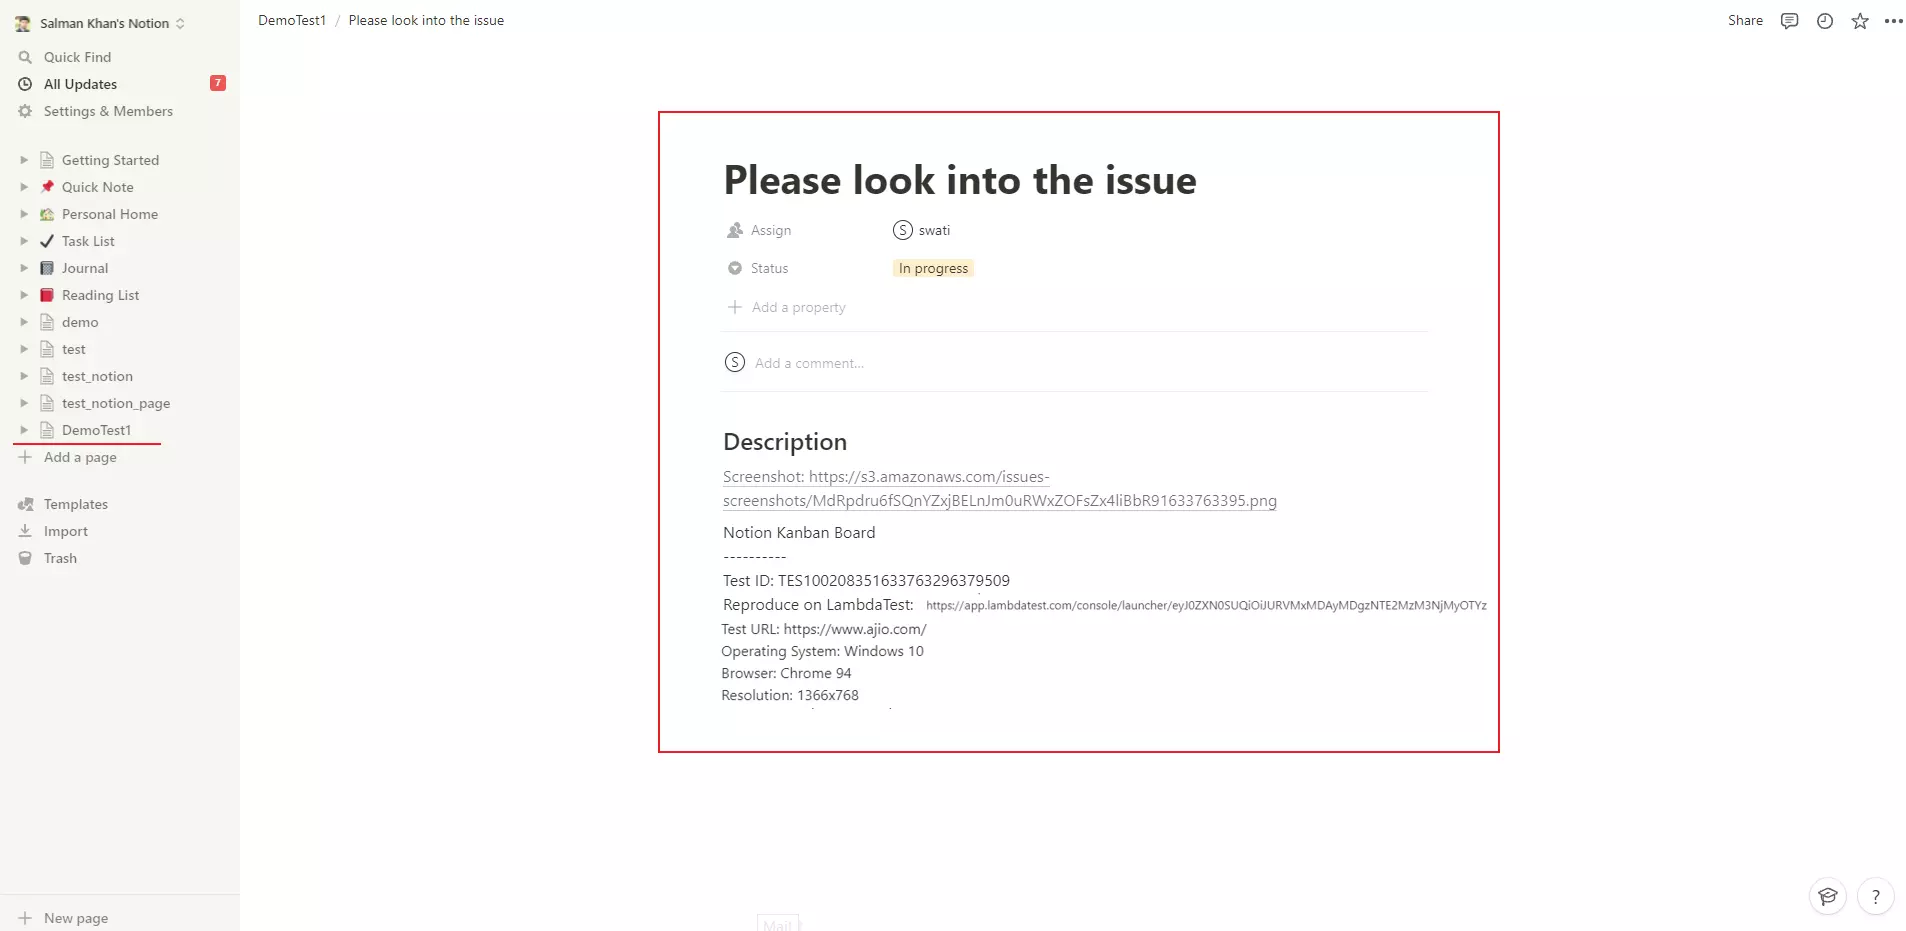 Salman Khan's Notion
Quick Find
All Updates 7
Settings & Members
Getting Started
Quick Note
Personal Home
Task List
Journal
Reading List
demo
test
test_notion
test_notion_page
DemoTest1
Add a page
Templates
Import
Trash
New page
DemoTest1 / Please look into the issue
Share
Please look into the issue
Assign S swati
Status In progress
Add a property
S Add a comment...
Description
Screenshot: https://s3.amazonaws.com/issues-
screenshots/MdRpdru6fSQnYZxjBELnJm0uRWxZOFsZx4liBbR91633763395.png
Notion Kanban Board
----------
Test ID: TES100208351633763296379509
Reproduce on LambdaTest: https://app.lambdatest.com/console/launcher/eyJ0ZXN0SUQiOiJURVMxMDAyMDgzNTE2MzM3NjMyOTYz
Test URL: https://www.ajio.com/
Operating System: Windows 10
Browser: Chrome 94
Resolution: 1366x768
?